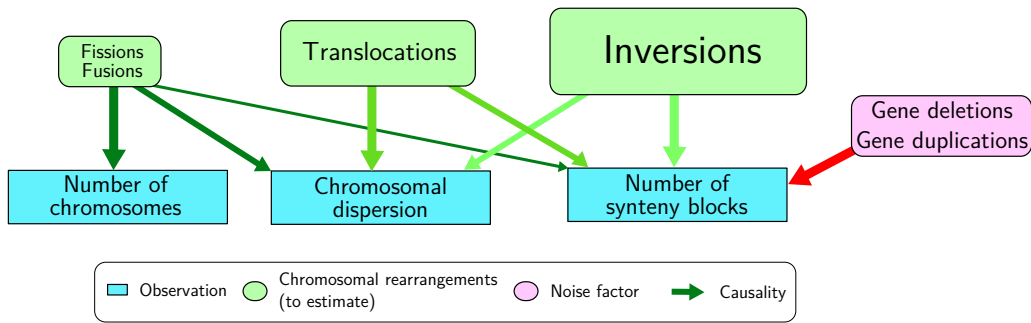 Fissions
Fusions
Translocations
Inversions
Gene deletions
Gene duplications
Number of
chromosomes
Chromosomal
dispersion
Number of
synteny blocks
Observation
Chromosomal rearrangements
(to estimate)
Noise factor
Causality